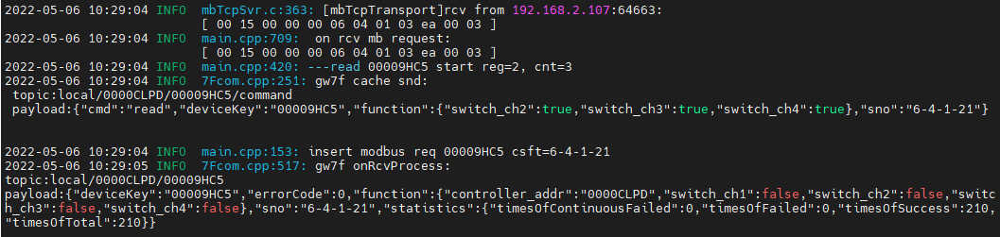 2022-05-06 10:29:04 INFO  mbTcpSvr.c:363: [mbTcpTransport]rcv from 192.168.2.107:64663:
[ 00 15 00 00 00 06 04 01 03 ea 00 03 ]
2022-05-06 10:29:04 INFO  main.cpp:709:  on rcv mb request:
[ 00 15 00 00 00 06 04 01 03 ea 00 03 ]
2022-05-06 10:29:04 INFO  main.cpp:420: ---read 00009HC5 start reg=2, cnt=3
2022-05-06 10:29:04 INFO  7Fcom.cpp:251: gw7f cache snd:
topic:local/0000CLPD/00009HC5/command
payload:{"cmd":"read","deviceKey":"00009HC5","function":{"switch_ch2":true,"switch_ch3":true,"switch_ch4":true},"sno":"6-4-1-21"}
2022-05-06 10:29:04 INFO  main.cpp:153: insert modbus req 00009HC5 csft=6-4-1-21
2022-05-06 10:29:05 INFO  7Fcom.cpp:517: gw7f onRcvProcess:
topic:local/0000CLPD/00009HC5
payload:{"deviceKey":"00009HC5","errorCode":0,"function":{"controller_addr":"0000CLPD","switch_ch1":false,"switch_ch2":false,"switc
h_ch3":false,"switch_ch4":false},"sno":"6-4-1-21","statistics":{"timesOfContinuousFailed":0,"timesOfFailed":0,"timesOfSuccess":210,
"timesOfTotal":210}}